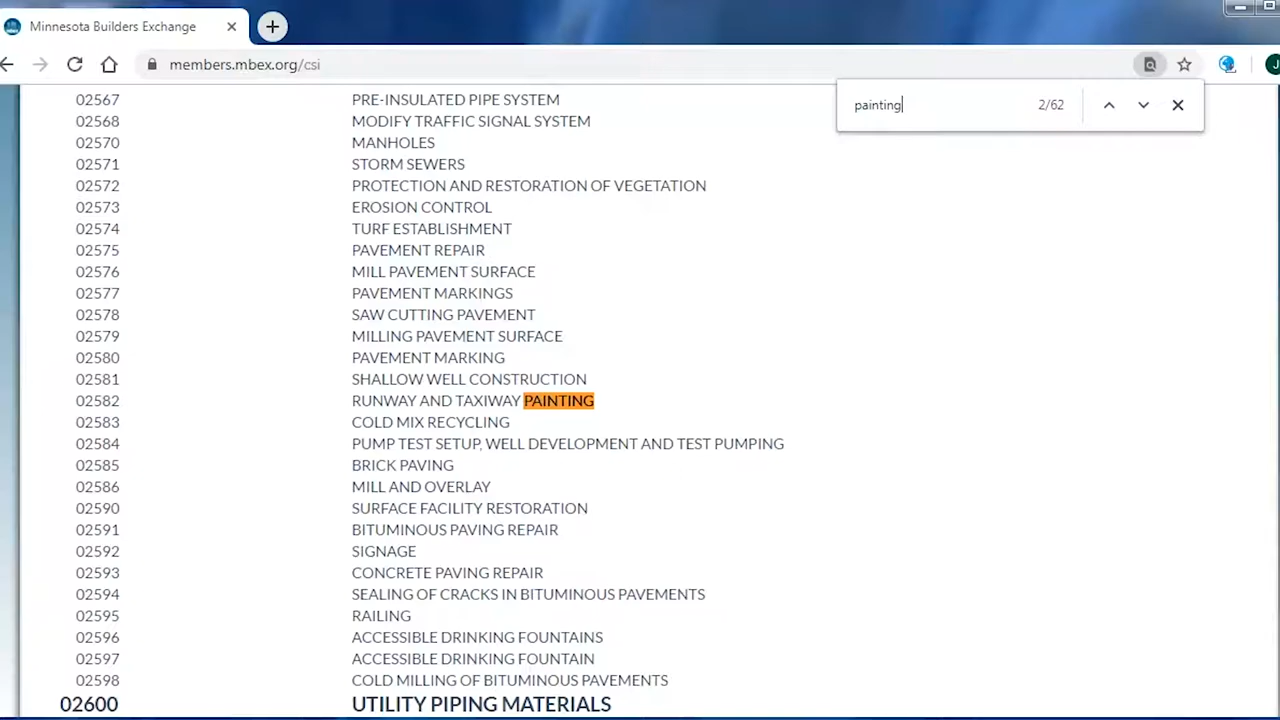 Minnesota Builders Exchange
members.mbex.org/csi
J
painting 2/62
02567 PRE-INSULATED PIPE SYSTEM
02568 MODIFY TRAFFIC SIGNAL SYSTEM
02570 MANHOLES
02571 STORM SEWERS
02572 PROTECTION AND RESTORATION OF VEGETATION
02573 EROSION CONTROL
02574 TURF ESTABLISHMENT
02575 PAVEMENT REPAIR
02576 MILL PAVEMENT SURFACE
02577 PAVEMENT MARKINGS
02578 SAW CUTTING PAVEMENT
02579 MILLING PAVEMENT SURFACE
02580 PAVEMENT MARKING
02581 SHALLOW WELL CONSTRUCTION
02582 RUNWAY AND TAXIWAY PAINTING
02583 COLD MIX RECYCLING
02584 PUMP TEST SETUP, WELL DEVELOPMENT AND TEST PUMPING
02585 BRICK PAVING
02586 MILL AND OVERLAY
02590 SURFACE FACILITY RESTORATION
02591 BITUMINOUS PAVING REPAIR
02592 SIGNAGE
02593 CONCRETE PAVING REPAIR
02594 SEALING OF CRACKS IN BITUMINOUS PAVEMENTS
02595 RAILING
02596 ACCESSIBLE DRINKING FOUNTAINS
02597 ACCESSIBLE DRINKING FOUNTAIN
02598 COLD MILLING OF BITUMINOUS PAVEMENTS
02600 UTILITY PIPING MATERIALS